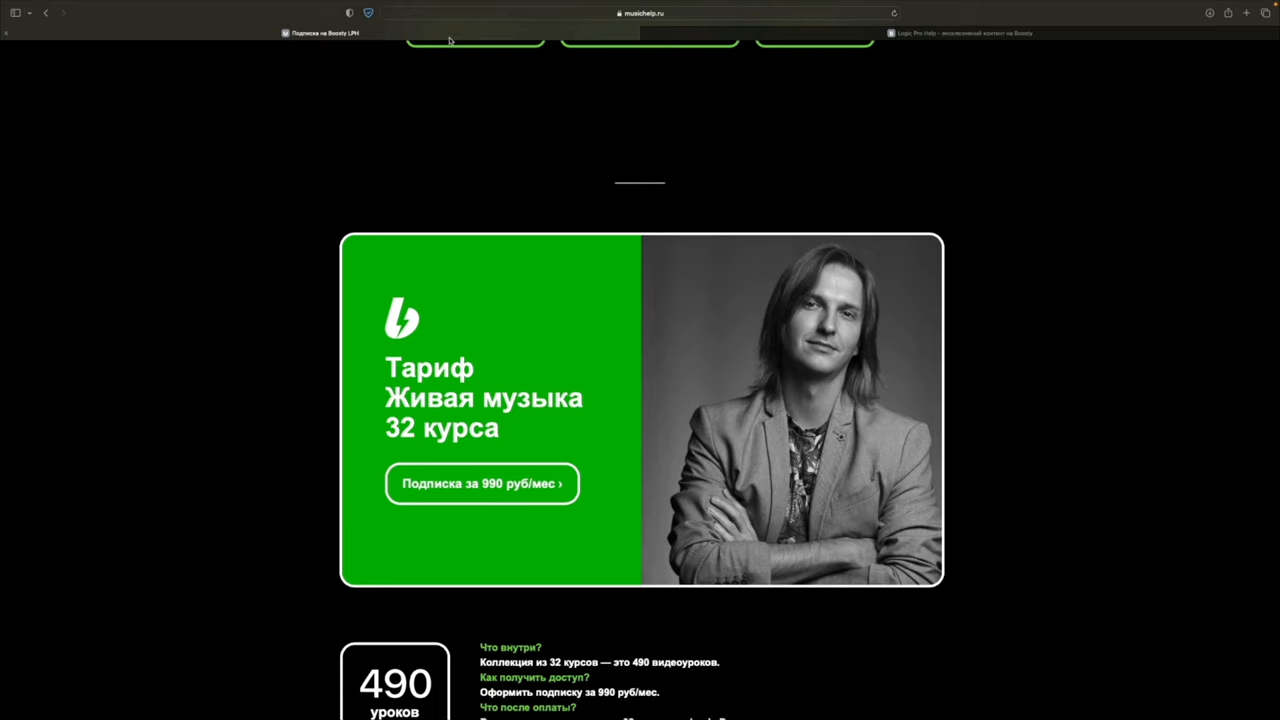 musichelp.ru
Подписка на Boosty LPH
Logic Pro Help - эксклюзивный контент на Boosty
Тариф
Живая музыка
32 курса
Подписка за 990 руб/мес ›
490
уроков
Что внутри?
Коллекция из 32 курсов — это 490 видеоуроков.
Как получить доступ?
Оформить подписку за 990 руб/мес.
Что после оплаты?